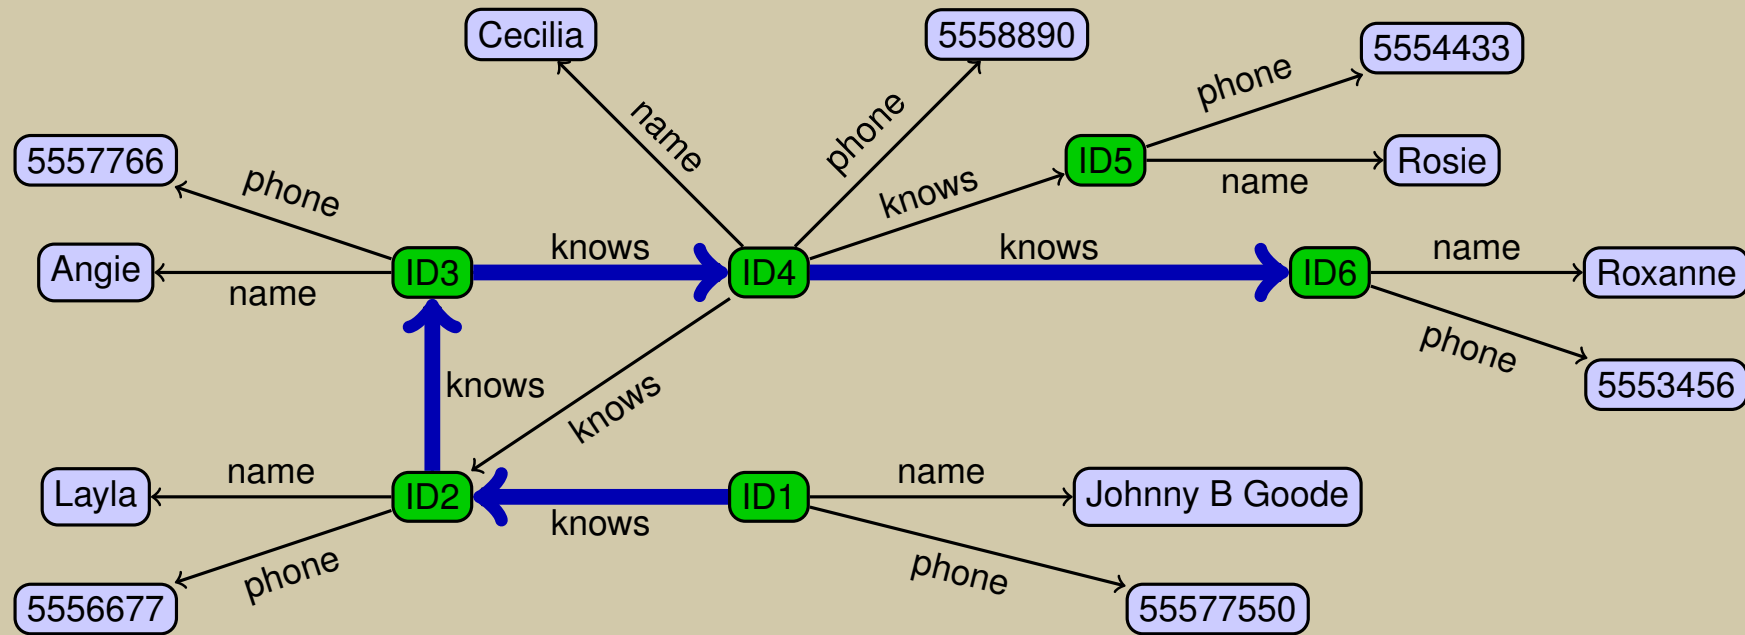 Cecilia
5558890
5554433
phone
name
phone
5557766
ID5
Rosie
phone
knows
name
Angie
ID3
knows
ID4
knows
ID6
name
Roxanne
name
phone
knows
knows
5553456
Layla
name
ID2
knows
ID1
name
Johnny B Goode
phone
phone
5556677
55577550